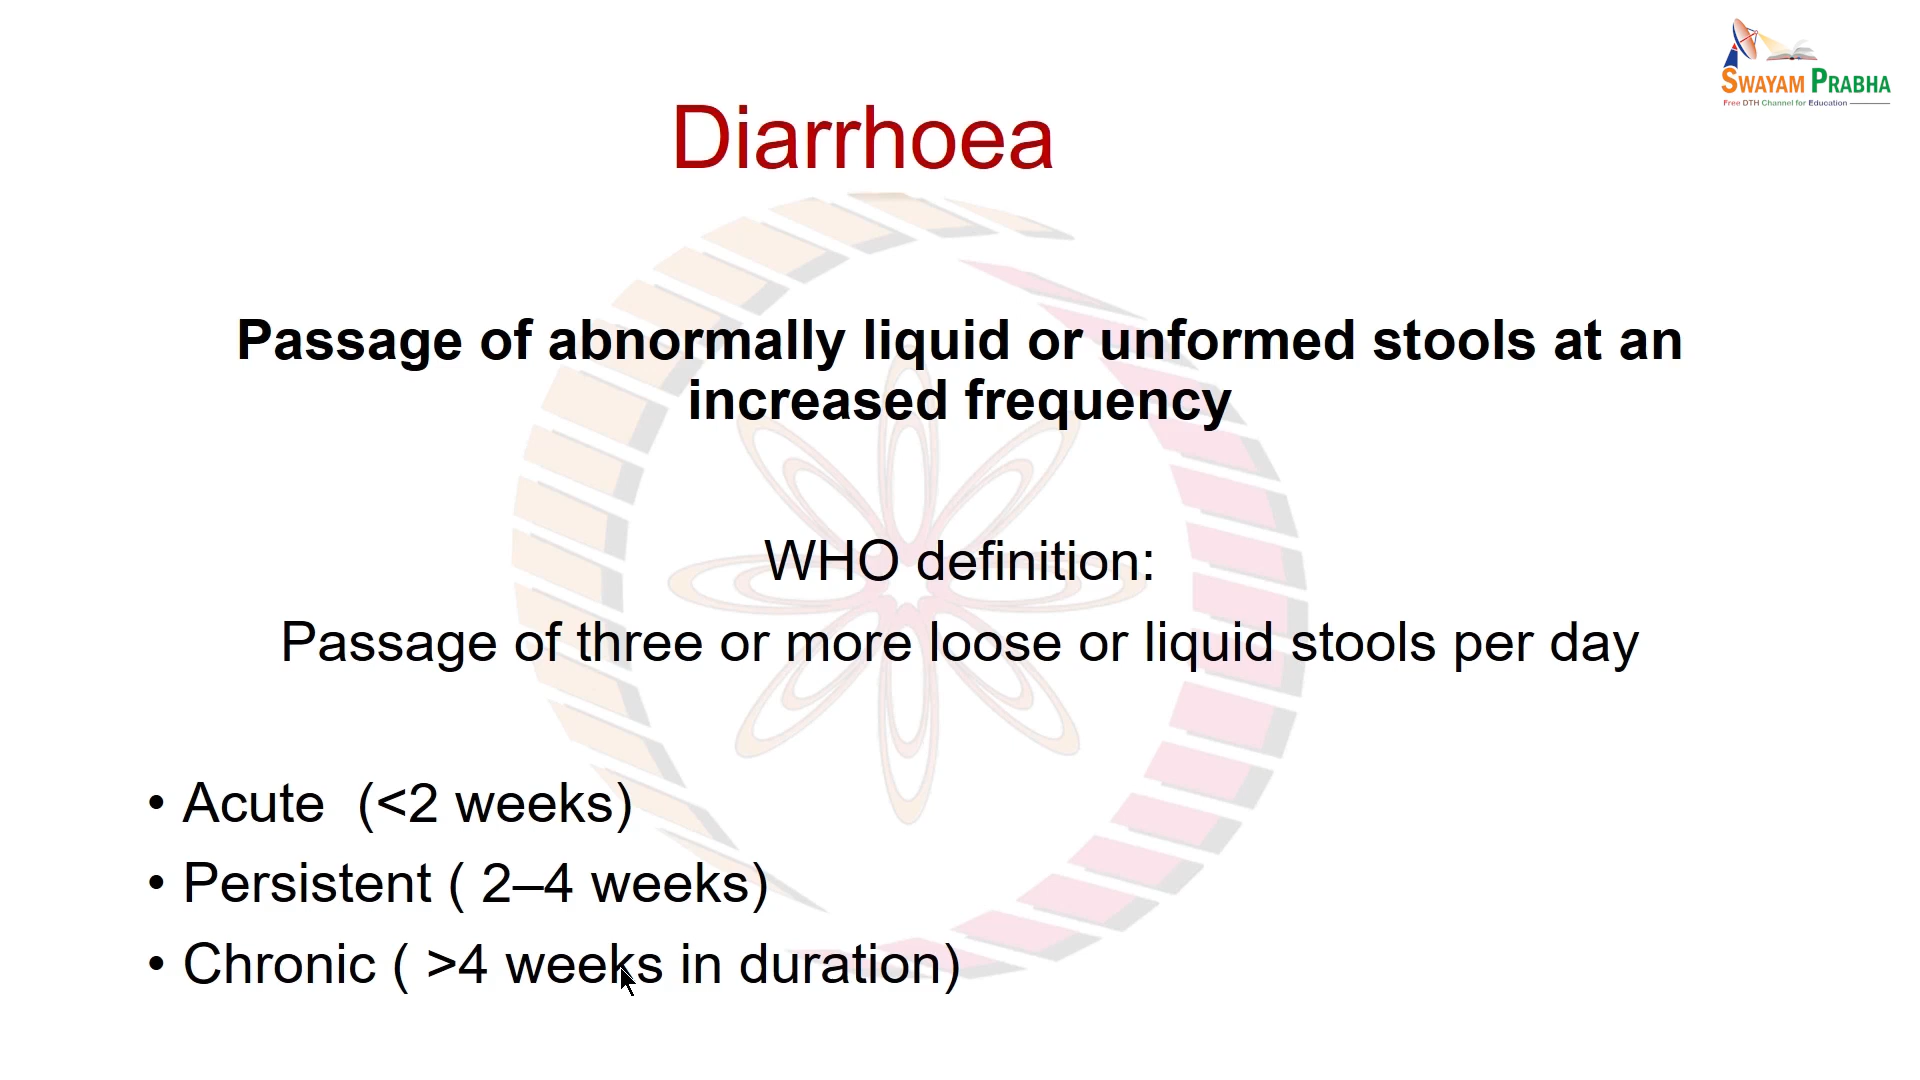 SWAYAM PRABHA
Free DTH Channel for Education
Diarrhoea
Passage of abnormally liquid or unformed stools at an
increased frequency
WHO definition:
Passage of three or more loose or liquid stools per day
• Acute  (<2 weeks)
• Persistent ( 2–4 weeks)
• Chronic ( >4 weeks in duration)